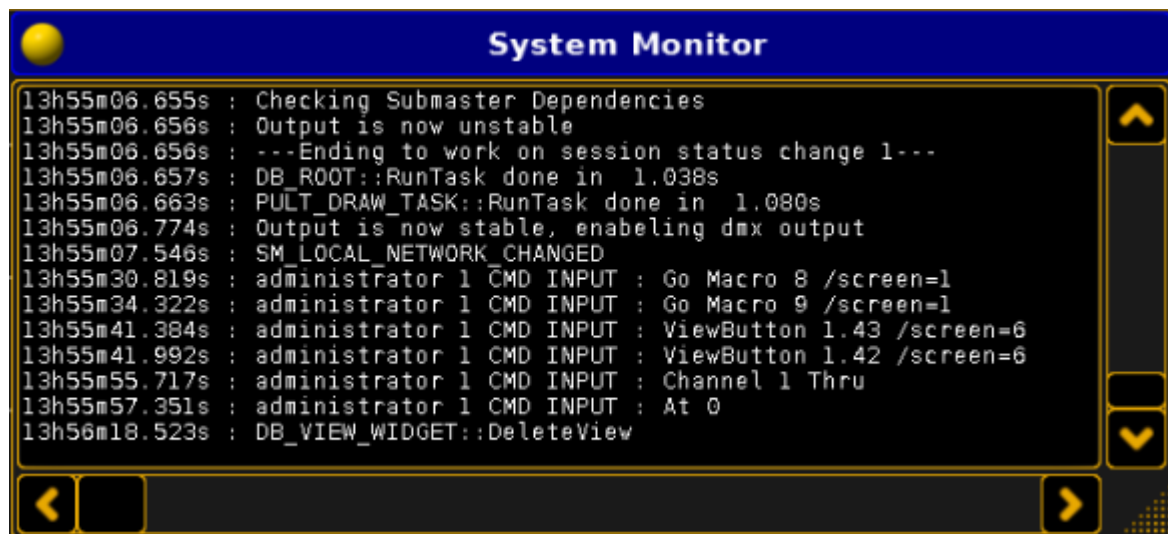 System Monitor
13h55m06.655s : Checking Submaster Dependencies
13h55m06.656s : Output is now unstable
13h55m06.656s : ---Ending to work on session status change 1---
13h55m06.657s : DB_ROOT::RunTask done in  1.038s
13h55m06.663s : PULT_DRAW_TASK::RunTask done in  1.080s
13h55m06.774s : Output is now stable, enabeling dmx output
13h55m07.546s : SM_LOCAL_NETWORK_CHANGED
13h55m30.819s : administrator 1 CMD INPUT : Go Macro 8 /screen=1
13h55m34.322s : administrator 1 CMD INPUT : Go Macro 9 /screen=1
13h55m41.384s : administrator 1 CMD INPUT : ViewButton 1.43 /screen=6
13h55m41.992s : administrator 1 CMD INPUT : ViewButton 1.42 /screen=6
13h55m55.717s : administrator 1 CMD INPUT : Channel 1 Thru
13h55m57.351s : administrator 1 CMD INPUT : At 0
13h56m18.523s : DB_VIEW_WIDGET::DeleteView